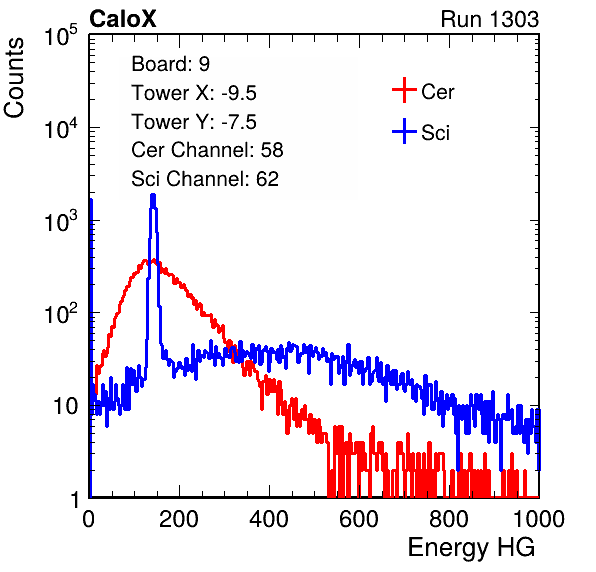 CaloX Run 1303
Counts
Board: 9
Tower X: -9.5
Tower Y: -7.5
Cer Channel: 58
Sci Channel: 62
Cer
Sci
10^5
10^4
10^3
10^2
10
1
0 200 400 600 800 1000
Energy HG